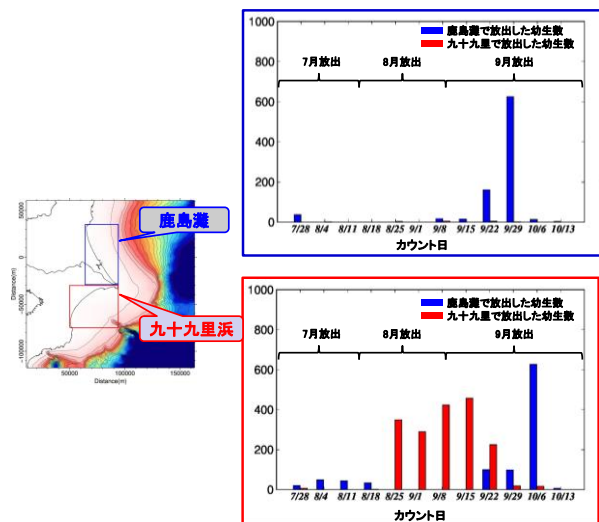 1000
800
600
400
200
0
鹿島灘で放出した幼生数
九十九里で放出した幼生数
7月放出
8月放出
9月放出
7/28 8/4 8/11 8/18 8/25 9/1 9/8 9/15 9/22 9/29 10/6 10/13
カウント日
50000
0
-50000
-100000
Distance(m)
50000 100000 150000
Distance(m)
鹿島灘
九十九里浜
1000
800
600
400
200
0
鹿島灘で放出した幼生数
九十九里で放出した幼生数
7月放出
8月放出
9月放出
7/28 8/4 8/11 8/18 8/25 9/1 9/8 9/15 9/22 9/29 10/6 10/13
カウント日